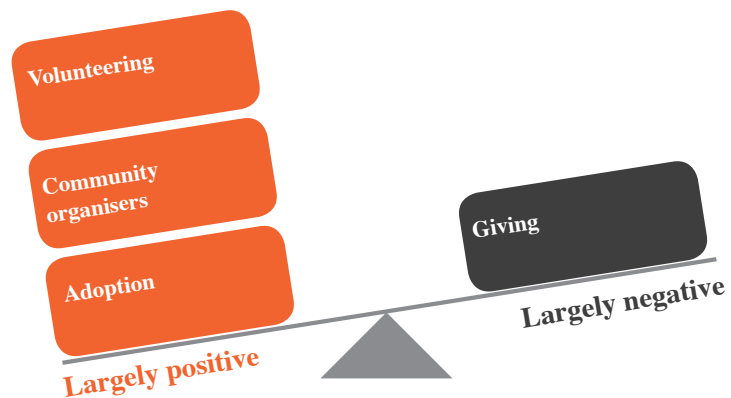 Volunteering
Community
organisers
Adoption
Largely positive
Giving
Largely negative